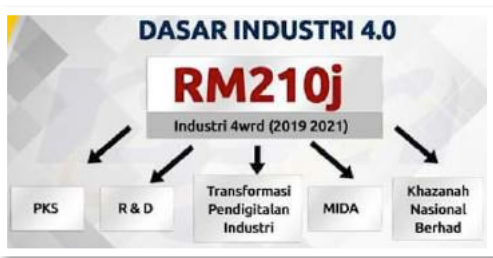 DASAR INDUSTRI 4.0
RM210j
Industri 4wrd (2019 2021)
PKS
R & D
Transformasi
Pendigitalan
Industri
MIDA
Khazanah
Nasional
Berhad